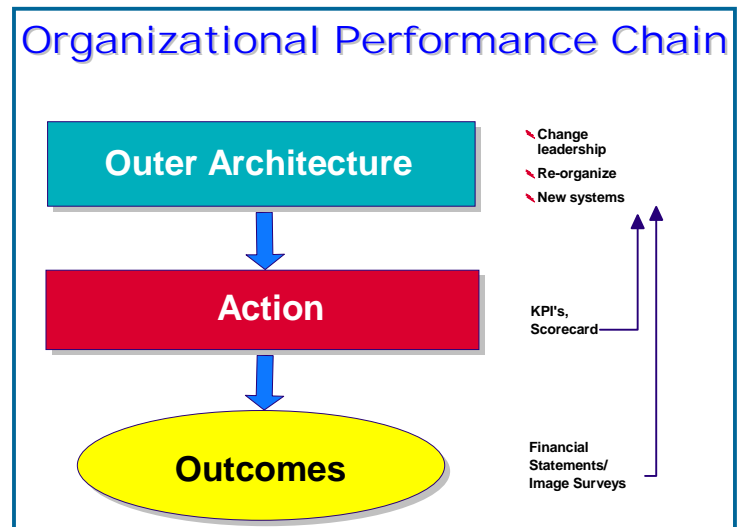 Organizational Performance Chain
Outer Architecture
Change
leadership
Re-organize
New systems
Action
KPI's,
Scorecard
Outcomes
Financial
Statements/
Image Surveys